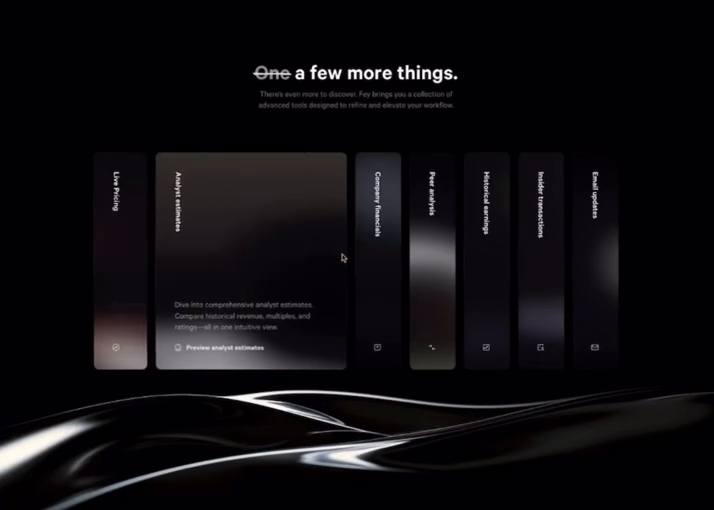 One a few more things.
There's even more to discover. Fey brings you a collection of
advanced tools designed to refine and elevate your workflow.
Live Pricing
Analyst estimates
Dive into comprehensive analyst estimates.
Compare historical revenue, multiples, and
ratings—all in one intuitive view.
Preview analyst estimates
Company financials
Peer analysis
Historical earnings
Insider transactions
Email updates